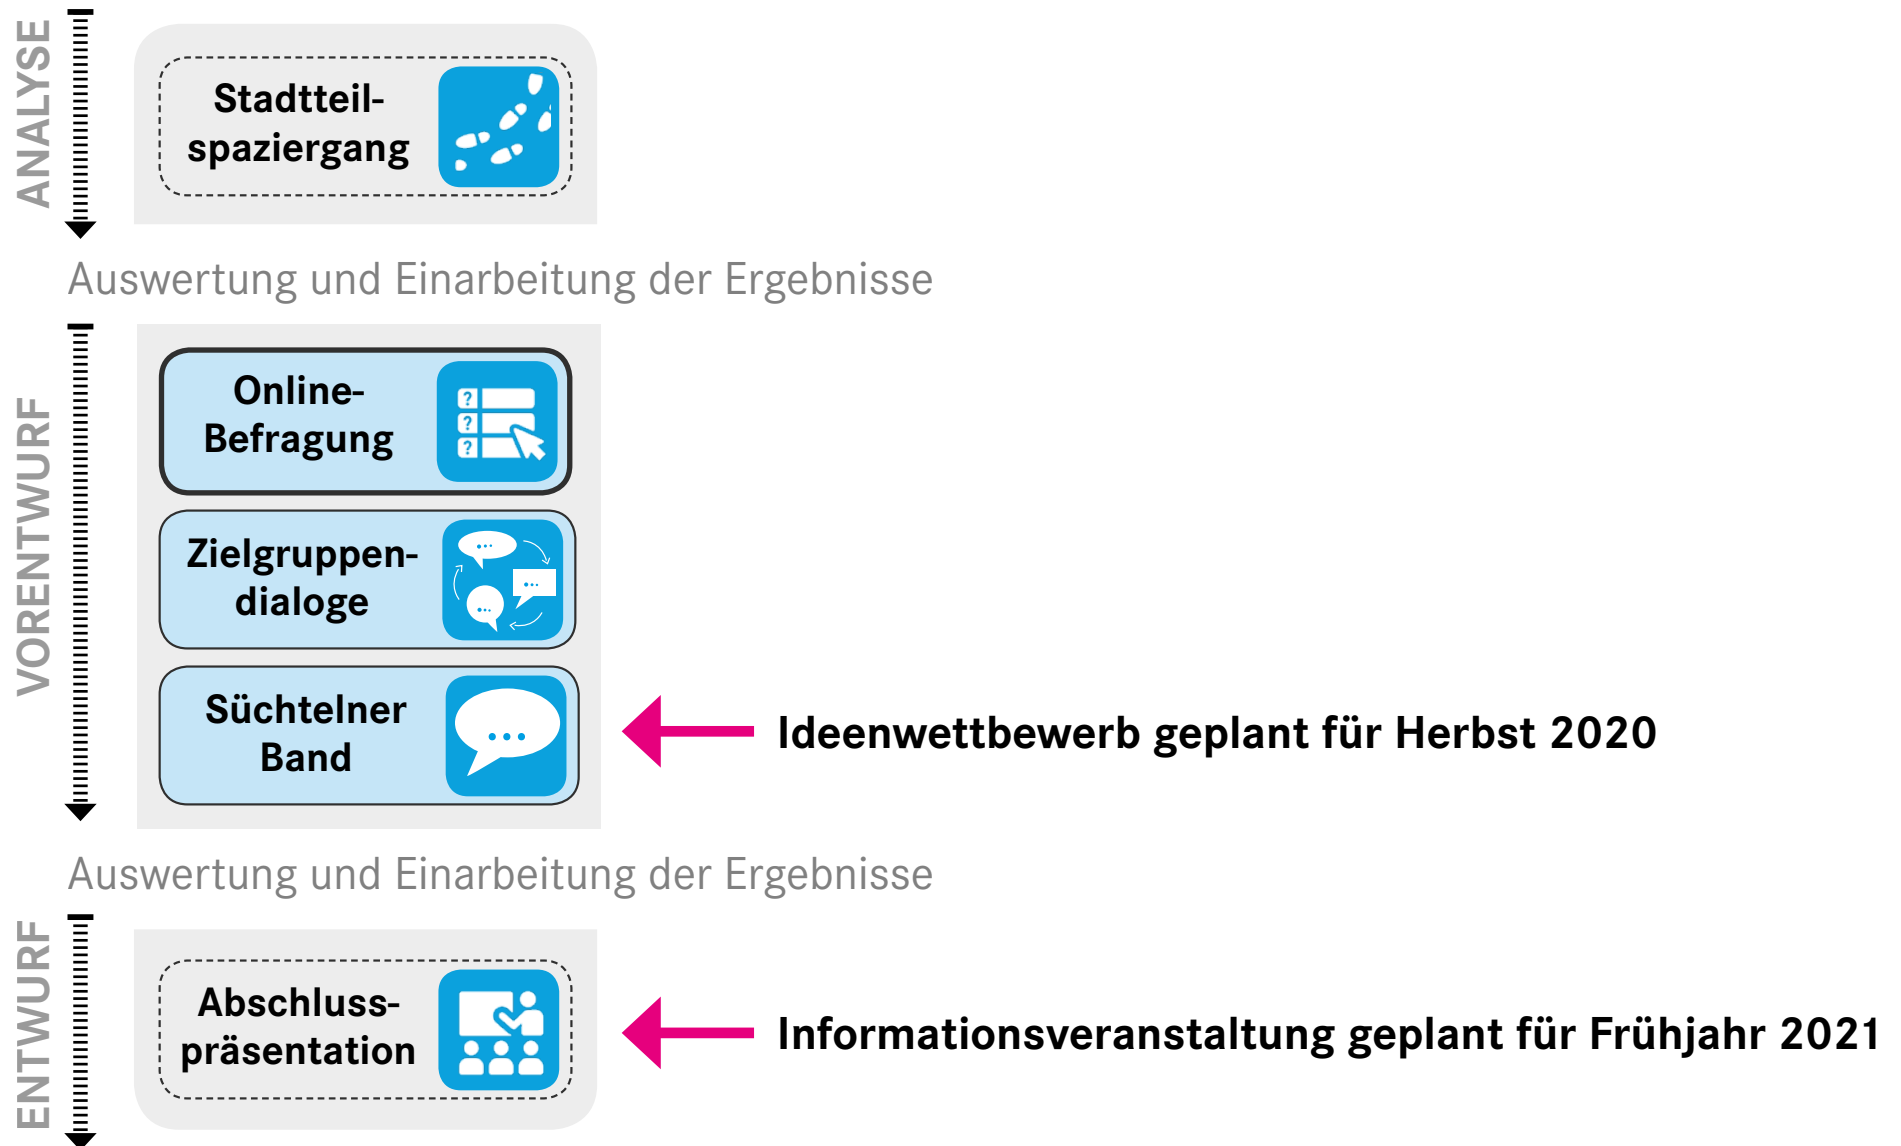 ANALYSE
Stadtteil-
spaziergang
Auswertung und Einarbeitung der Ergebnisse
VORENTWURF
Online-
Befragung
?
?
?
Zielgruppen-
dialoge
Süchtelner
Band
Ideenwettbewerb geplant für Herbst 2020
Auswertung und Einarbeitung der Ergebnisse
ENTWURF
Abschluss-
präsentation
Informationsveranstaltung geplant für Frühjahr 2021